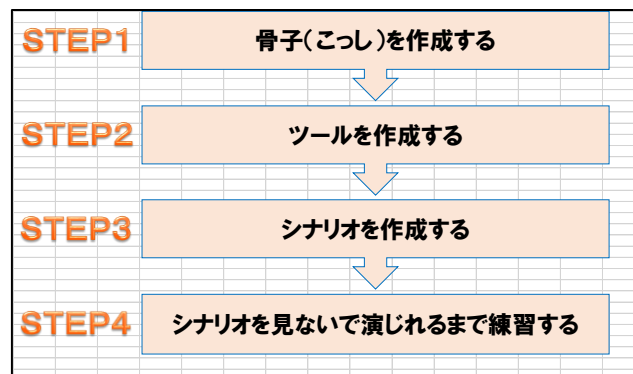 STEP1
骨子(こっし)を作成する
STEP2
ツールを作成する
STEP3
シナリオを作成する
STEP4
シナリオを見ないで演じれるまで練習する